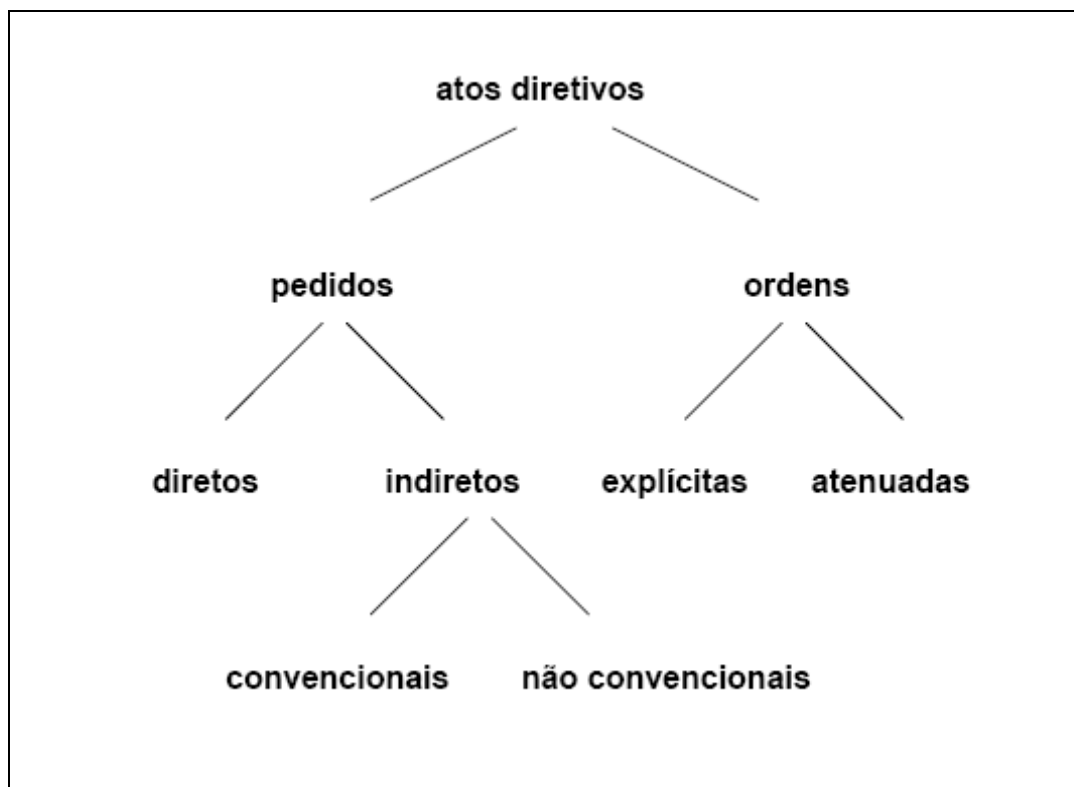 atos diretivos
pedidos ordens
diretos indiretos explícitas atenuadas
convencionais não convencionais